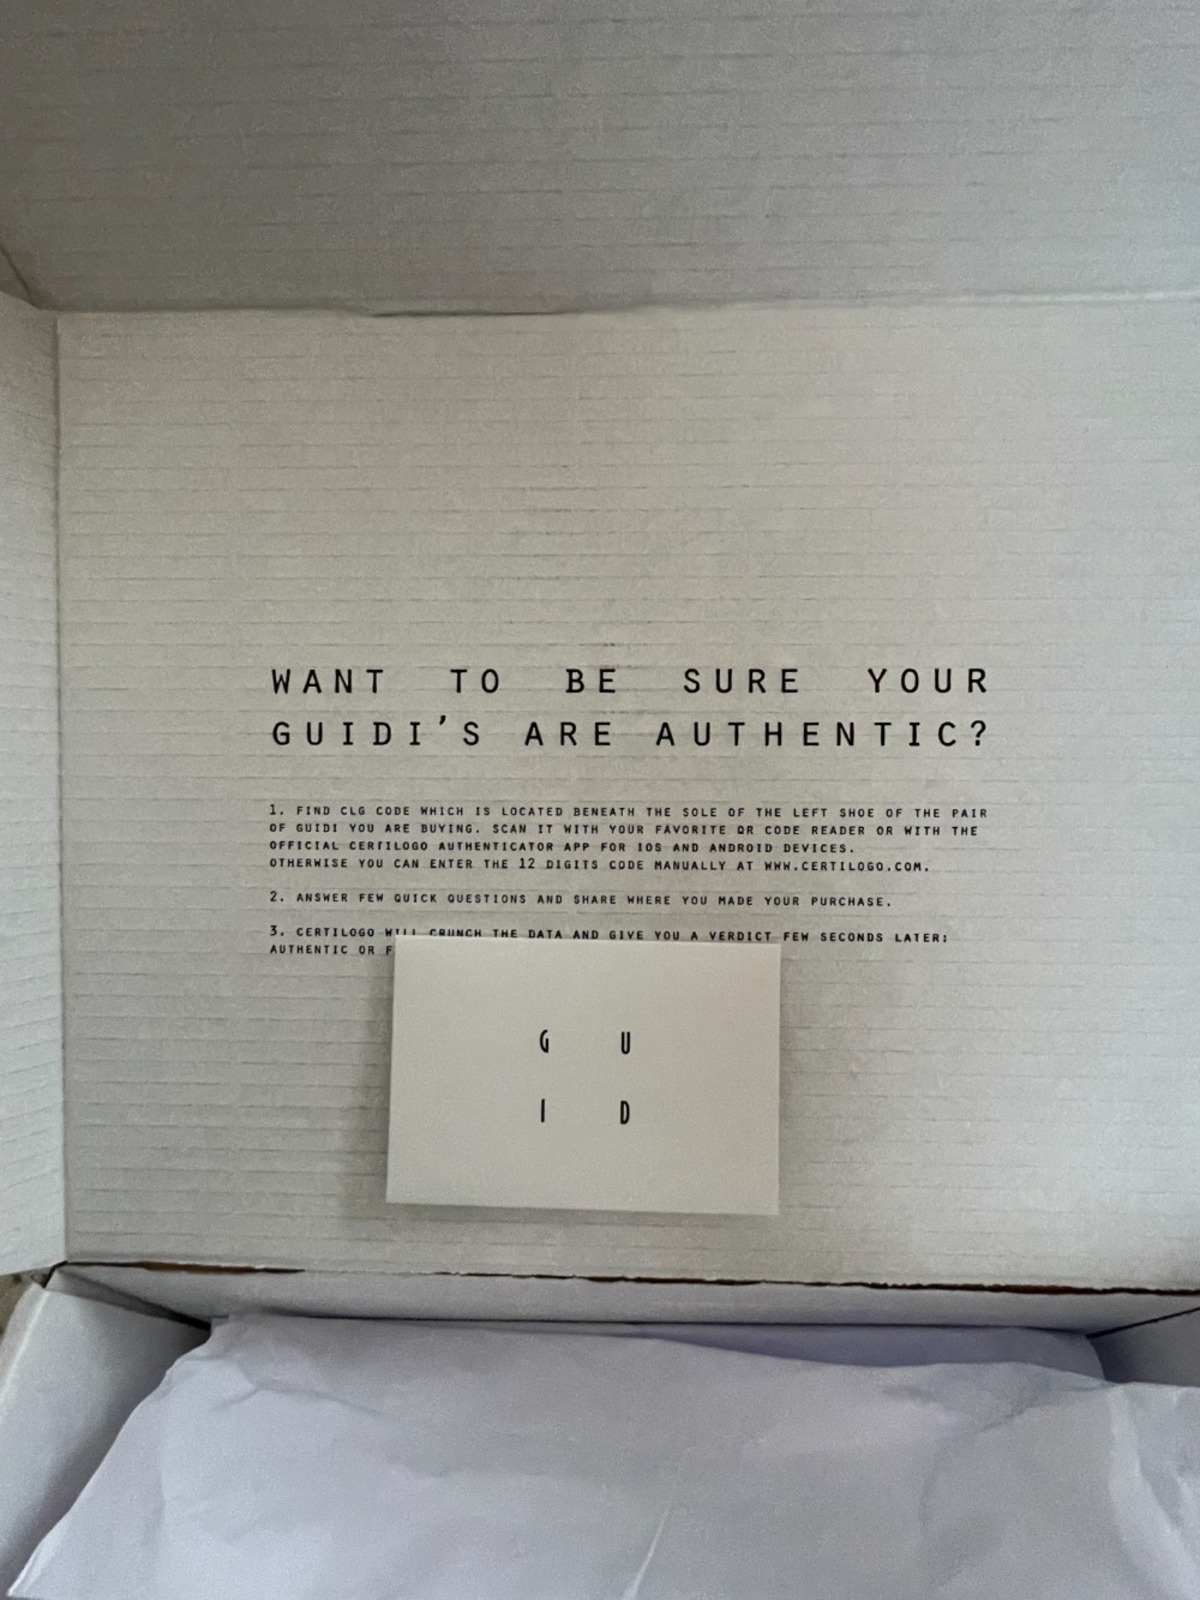 WANT TO BE SURE YOUR
GUIDI'S ARE AUTHENTIC?
1. FIND CLG CODE WHICH IS LOCATED BENEATH THE SOLE OF THE LEFT SHOE OF THE PAIR
OF GUIDI YOU ARE BUYING. SCAN IT WITH YOUR FAVORITE QR CODE READER OR WITH THE
OFFICIAL CERTILOGO AUTHENTICATOR APP FOR IOS AND ANDROID DEVICES.
OTHERWISE YOU CAN ENTER THE 12 DIGITS CODE MANUALLY AT WWW.CERTILOGO.COM.
2. ANSWER FEW QUICK QUESTIONS AND SHARE WHERE YOU MADE YOUR PURCHASE.
3. CERTILOGO WILL CRUNCH THE DATA AND GIVE YOU A VERDICT FEW SECONDS LATER:
AUTHENTIC OR
G U
I D